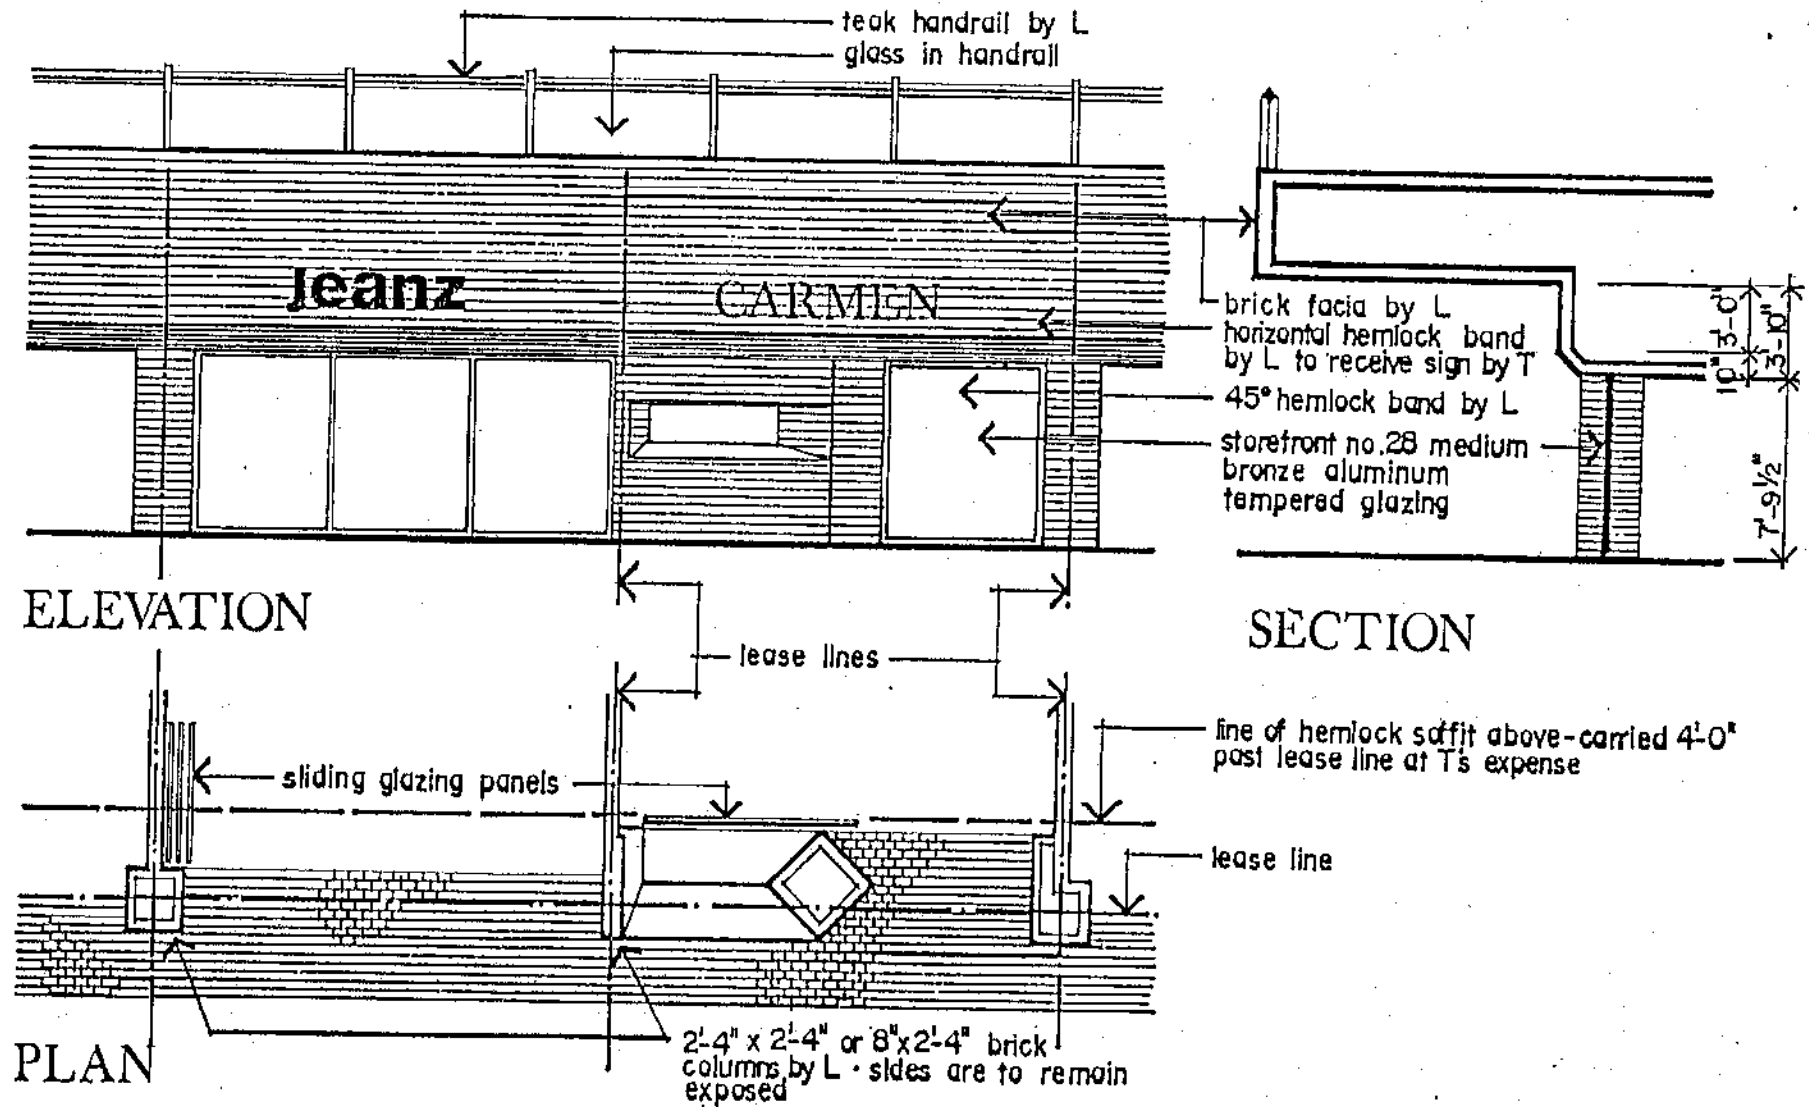 teak handrail by L
glass in handrail
Jeanz
CARMEN
brick facia by L
horizontal hemlock band
by L to receive sign by T
45° hemlock band by L
storefront no.28 medium
bronze aluminum
tempered glazing
3'-0"
10"
3'-10"
7'-9½"
ELEVATION
SECTION
lease lines
line of hemlock soffit above-carried 4'-0"
past lease line at T's expense
sliding glazing panels
lease line
2'-4" x 2'-4" or 8"x2'-4" brick
columns by L · sides are to remain
exposed
PLAN